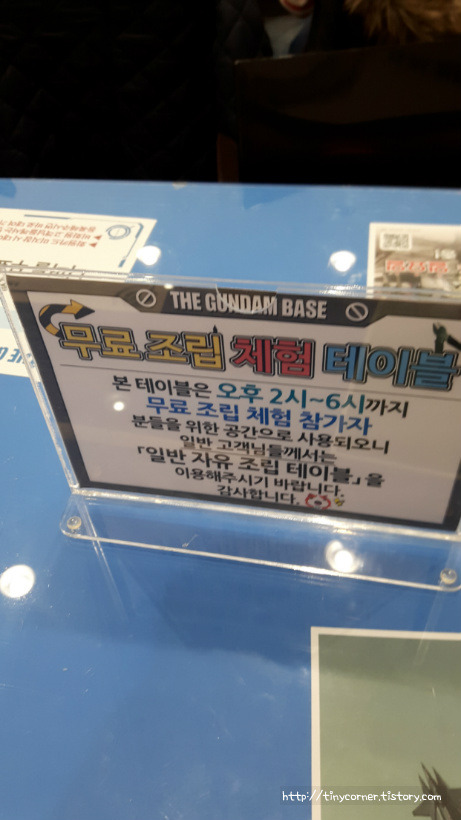 THE GUNDAM BASE
무료 조립 체험 테이블
본 테이블은 오후 2시~6시까지
무료 조립 체험 참가자
분들을 위한 공간으로 사용되오니
일반 고객님들께서는
「일반 자유 조립 테이블」을
이용해주시기 바랍니다.
감사합니다.
http://tinycorner.tistory.com